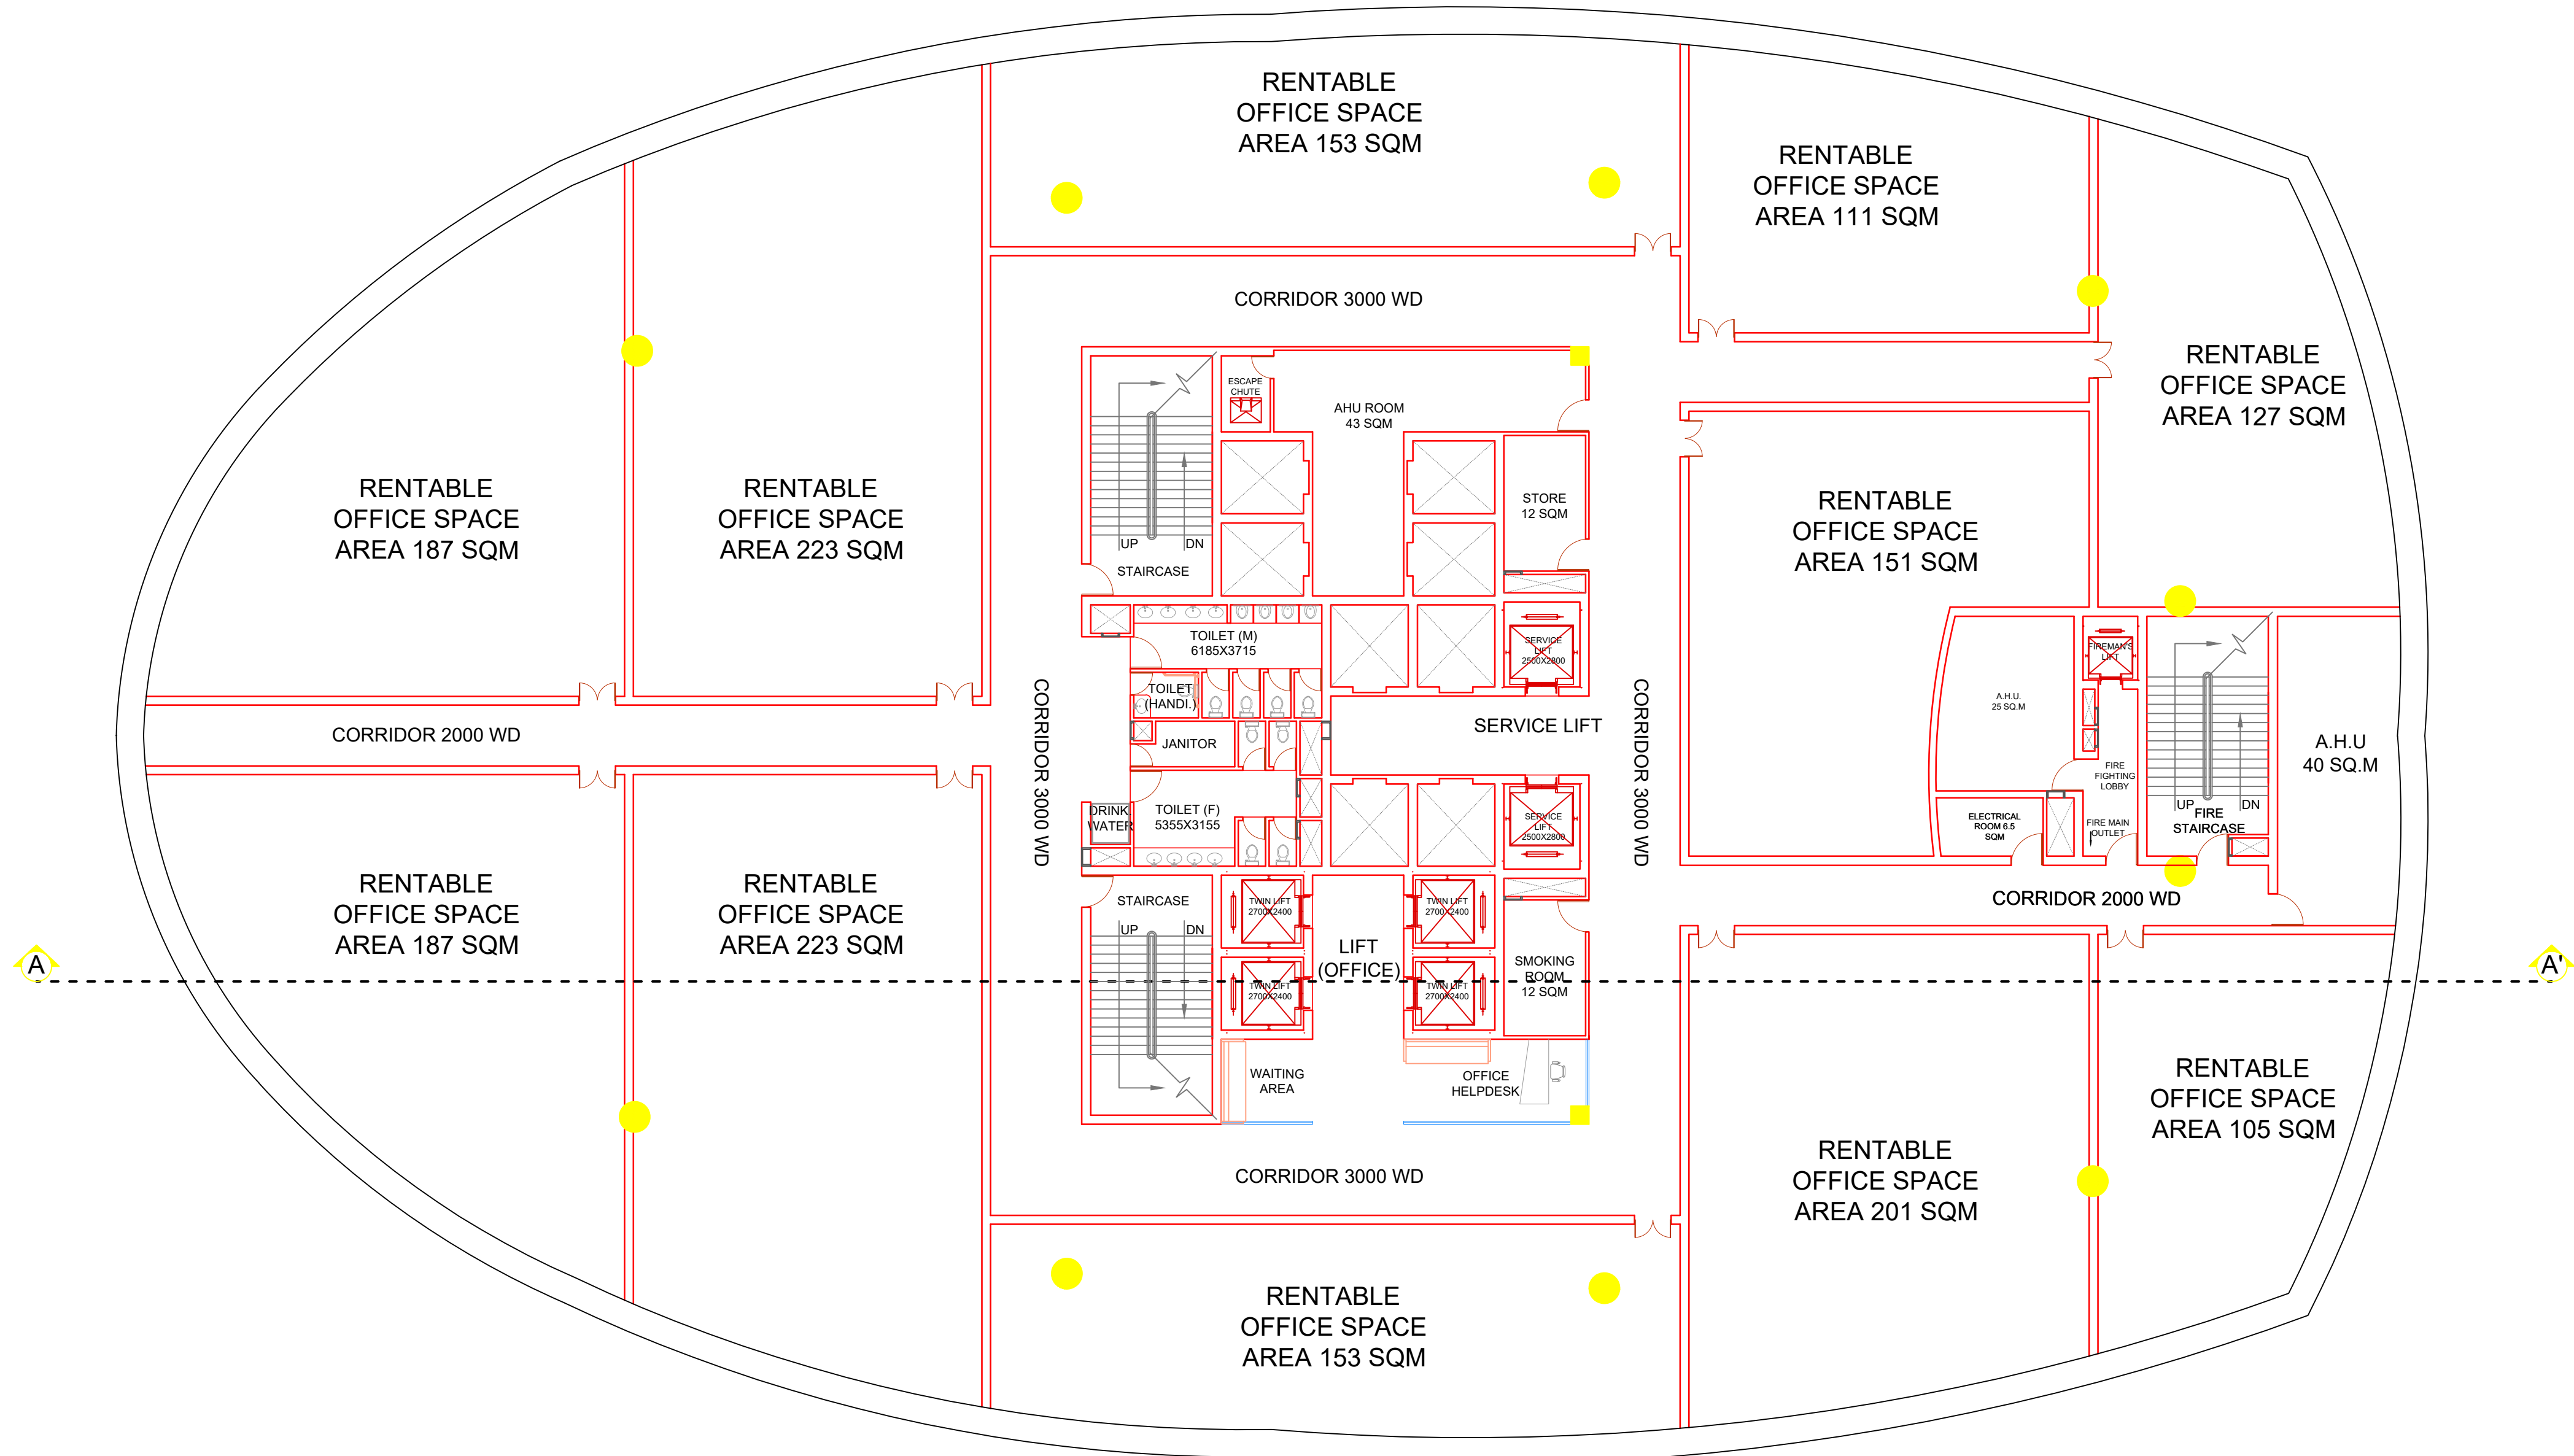 RENTABLE
OFFICE SPACE
AREA 153 SQM
RENTABLE
OFFICE SPACE
AREA 111 SQM
CORRIDOR 3000 WD
RENTABLE
OFFICE SPACE
AREA 127 SQM
ESCAPE
CHUTE
AHU ROOM
43 SQM
RENTABLE
OFFICE SPACE
AREA 187 SQM
RENTABLE
OFFICE SPACE
AREA 223 SQM
UP
DN
STAIRCASE
STORE
12 SQM
RENTABLE
OFFICE SPACE
AREA 151 SQM
TOILET (M)
6185X3715
SERVICE
LIFT
2500X2800
FIREMAN'S
LIFT
TOILET
(HANDI.)
A.H.U.
25 SQ.M
CORRIDOR 2000 WD
CORRIDOR 3000 WD
JANITOR
SERVICE LIFT
CORRIDOR 3000 WD
A.H.U
40 SQ.M
FIRE
FIGHTING
LOBBY
DRINK.
WATER
TOILET (F)
5355X3155
SERVICE
LIFT
2500X2800
ELECTRICAL
ROOM 6.5
SQM
FIRE MAIN
OUTLET
UP
DN
FIRE
STAIRCASE
RENTABLE
OFFICE SPACE
AREA 187 SQM
RENTABLE
OFFICE SPACE
AREA 223 SQM
STAIRCASE
UP
DN
TWIN LIFT
2700X2400
TWIN LIFT
2700X2400
CORRIDOR 2000 WD
LIFT
(OFFICE)
A
TWIN LIFT
2700X2400
TWIN LIFT
2700X2400
SMOKING
ROOM
12 SQM
A'
WAITING
AREA
OFFICE
HELPDESK
RENTABLE
OFFICE SPACE
AREA 105 SQM
CORRIDOR 3000 WD
RENTABLE
OFFICE SPACE
AREA 201 SQM
RENTABLE
OFFICE SPACE
AREA 153 SQM